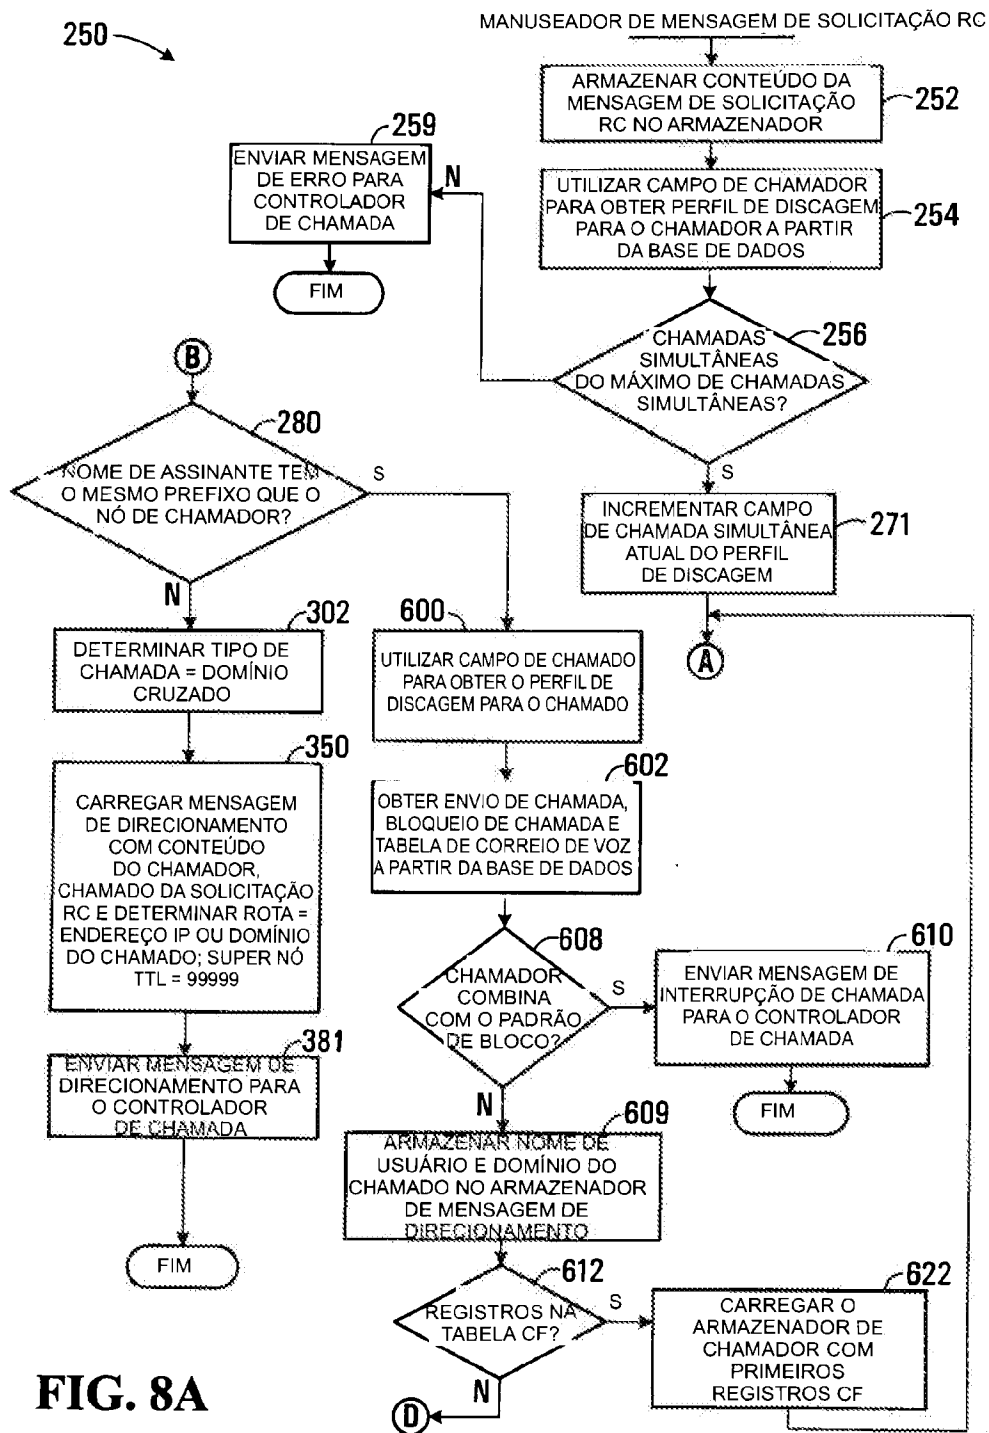 250
MANUSEADOR DE MENSAGEM DE SOLICITAÇÃO RC
ARMAZENAR CONTEÚDO DA
MENSAGEM DE SOLICITAÇÃO
RC NO ARMAZENADOR
252
UTILIZAR CAMPO DE CHAMADOR
PARA OBTER PERFIL DE DISCAGEM
PARA O CHAMADOR A PARTIR
DA BASE DE DADOS
254
259
ENVIAR MENSAGEM
DE ERRO PARA
CONTROLADOR
DE CHAMADA
N
FIM
256
CHAMADAS
SIMULTÂNEAS
DO MÁXIMO DE CHAMADAS
SIMULTÂNEAS?
S
INCREMENTAR CAMPO
DE CHAMADA SIMULTÂNEA
ATUAL DO PERFIL
DE DISCAGEM
271
A
B
280
NOME DE ASSINANTE TEM
O MESMO PREFIXO QUE O
NÓ DE CHAMADOR?
S
N
302
DETERMINAR TIPO DE
CHAMADA = DOMÍNIO
CRUZADO
350
CARREGAR MENSAGEM
DE DIRECIONAMENTO
COM CONTEÚDO
DO CHAMADOR,
CHAMADO DA SOLICITAÇÃO
RC E DETERMINAR ROTA =
ENDEREÇO IP OU DOMÍNIO
DO CHAMADO; SUPER NÓ
TTL = 99999
381
ENVIAR MENSAGEM DE
DIRECIONAMENTO PARA
O CONTROLADOR
DE CHAMADA
FIM
600
UTILIZAR CAMPO DE CHAMADO
PARA OBTER O PERFIL DE
DISCAGEM PARA O CHAMADO
602
OBTER ENVIO DE CHAMADA,
BLOQUEIO DE CHAMADA E
TABELA DE CORREIO DE VOZ
A PARTIR DA BASE DE DADOS
608
CHAMADOR
COMBINA
COM O PADRÃO
DE BLOCO?
S
N
610
ENVIAR MENSAGEM DE
INTERRUPÇÃO DE CHAMADA
PARA O CONTROLADOR
DE CHAMADA
FIM
609
ARMAZENAR NOME DE
USUÁRIO E DOMÍNIO DO
CHAMADO NO ARMAZENADOR
DE MENSAGEM DE
DIRECIONAMENTO
612
REGISTROS NA
TABELA CF?
S
N
D
622
CARREGAR O
ARMAZENADOR DE
CHAMADOR COM
PRIMEIROS
REGISTROS CF
FIG. 8A